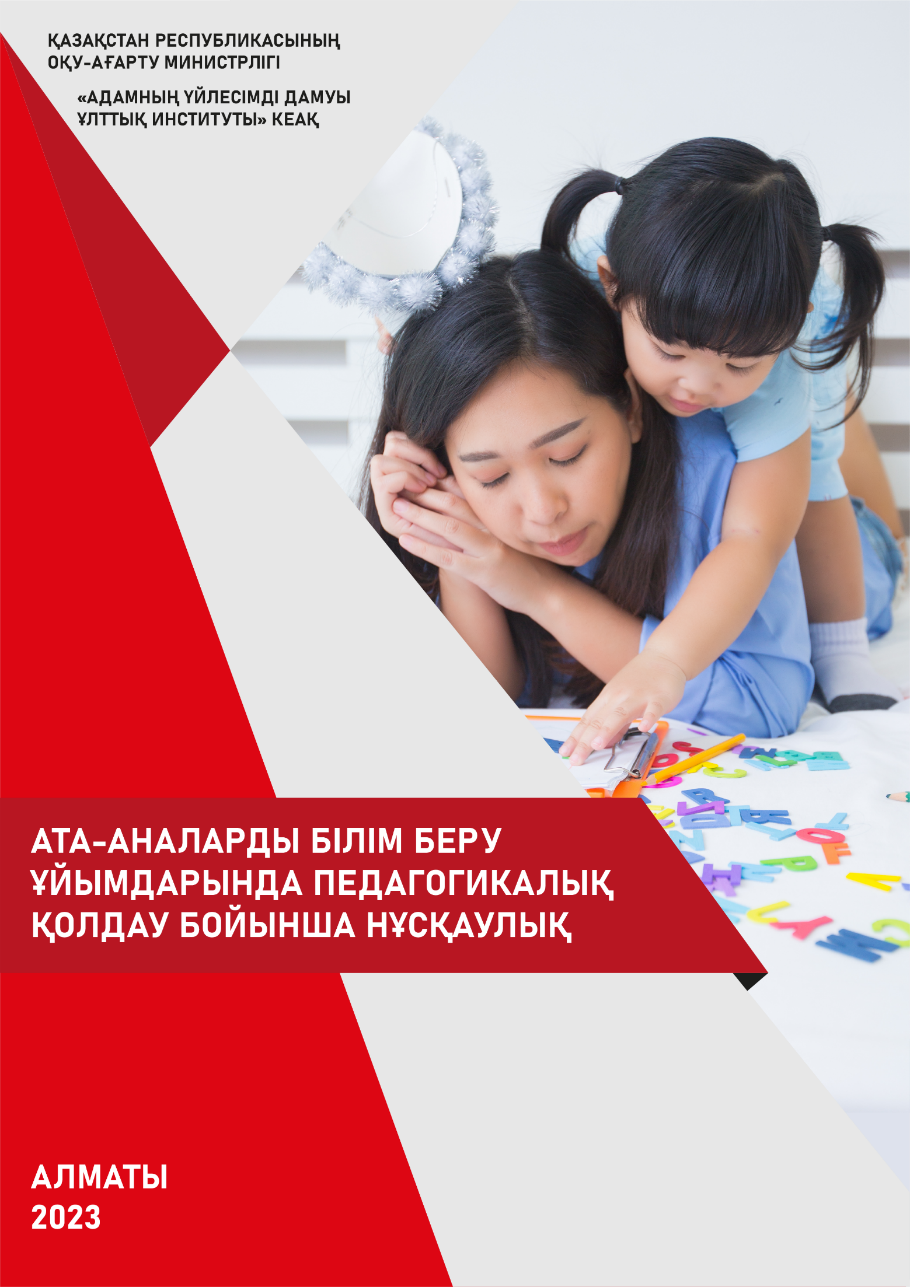 ҚАЗАҚСТАН РЕСПУБЛИКАСЫНЫҢ
ОҚУ-АҒАРТУ МИНИСТРЛІГІ
«АДАМНЫҢ ҮЙЛЕСІМДІ ДАМУЫ
ҰЛТТЫҚ ИНСТИТУТЫ» КЕАҚ
АТА-АНАЛАРДЫ БІЛІМ БЕРУ
ҰЙЫМДАРЫНДА ПЕДАГОГИКАЛЫҚ
ҚОЛДАУ БОЙЫНША НҰСҚАУЛЫҚ
АЛМАТЫ
2023